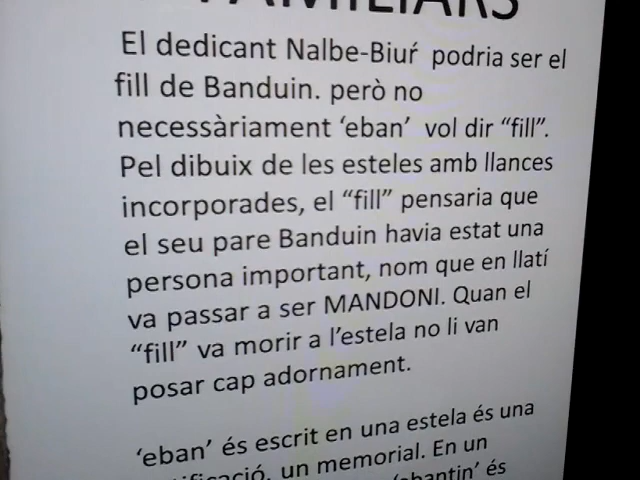 FAMILIARS
El dedicant Nalbe-Biuŕ podria ser el
fill de Banduin. però no
necessàriament ‘eban’ vol dir “fill”.
Pel dibuix de les esteles amb llances
incorporades, el “fill” pensaria que
el seu pare Banduin havia estat una
persona important, nom que en llatí
va passar a ser MANDONI. Quan el
“fill” va morir a l’estela no li van
posar cap adornament.
‘eban’ és escrit en una estela és una
un memorial. En un
és